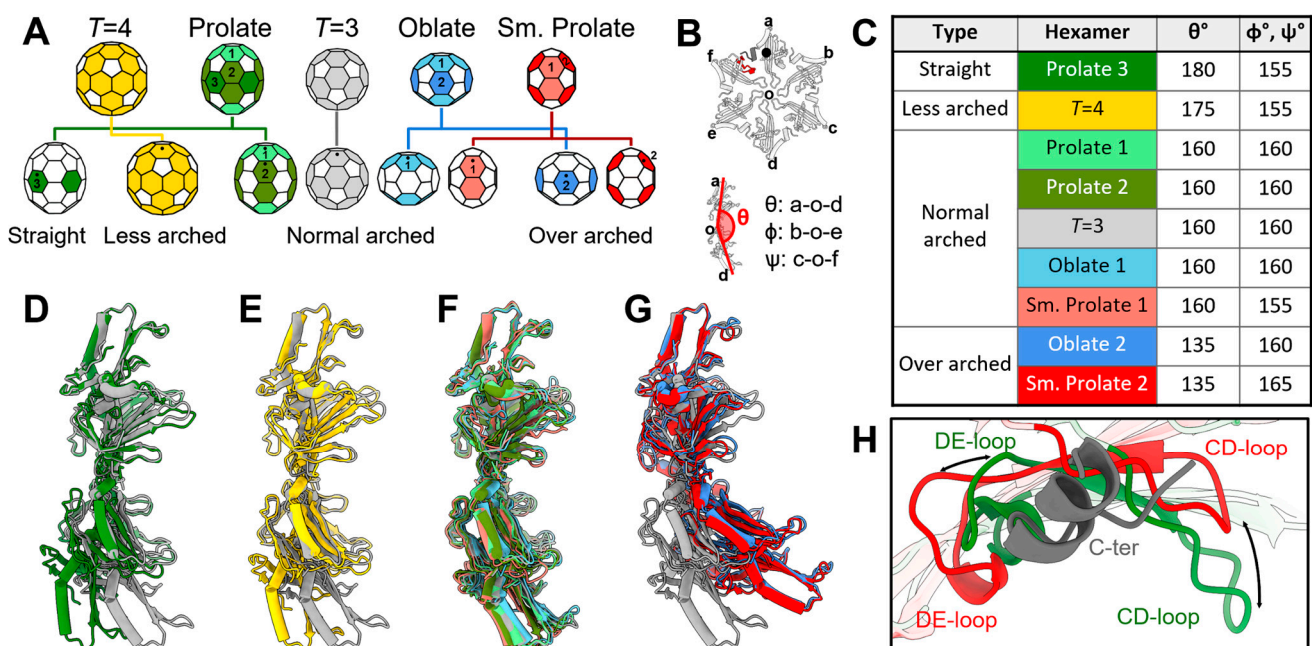 A
T=4 Prolate T=3 Oblate Sm. Prolate
1 2 3
1 2
1 2
3
1 2
1
1
2
2
Straight Less arched Normal arched Over arched
B
a
f b
o
e c
d
a
θ
o
d
θ: a-o-d
ϕ: b-o-e
ψ: c-o-f
C
Type Hexamer θ° ϕ°, ψ°
Straight Prolate 3 180 155
Less arched T=4 175 155
Normal arched
Prolate 1 160 160
Prolate 2 160 160
T=3 160 160
Oblate 1 160 160
Sm. Prolate 1 160 155
Over arched
Oblate 2 135 160
Sm. Prolate 2 135 165
D
E
F
G
H
DE-loop
CD-loop
C-ter
DE-loop
CD-loop